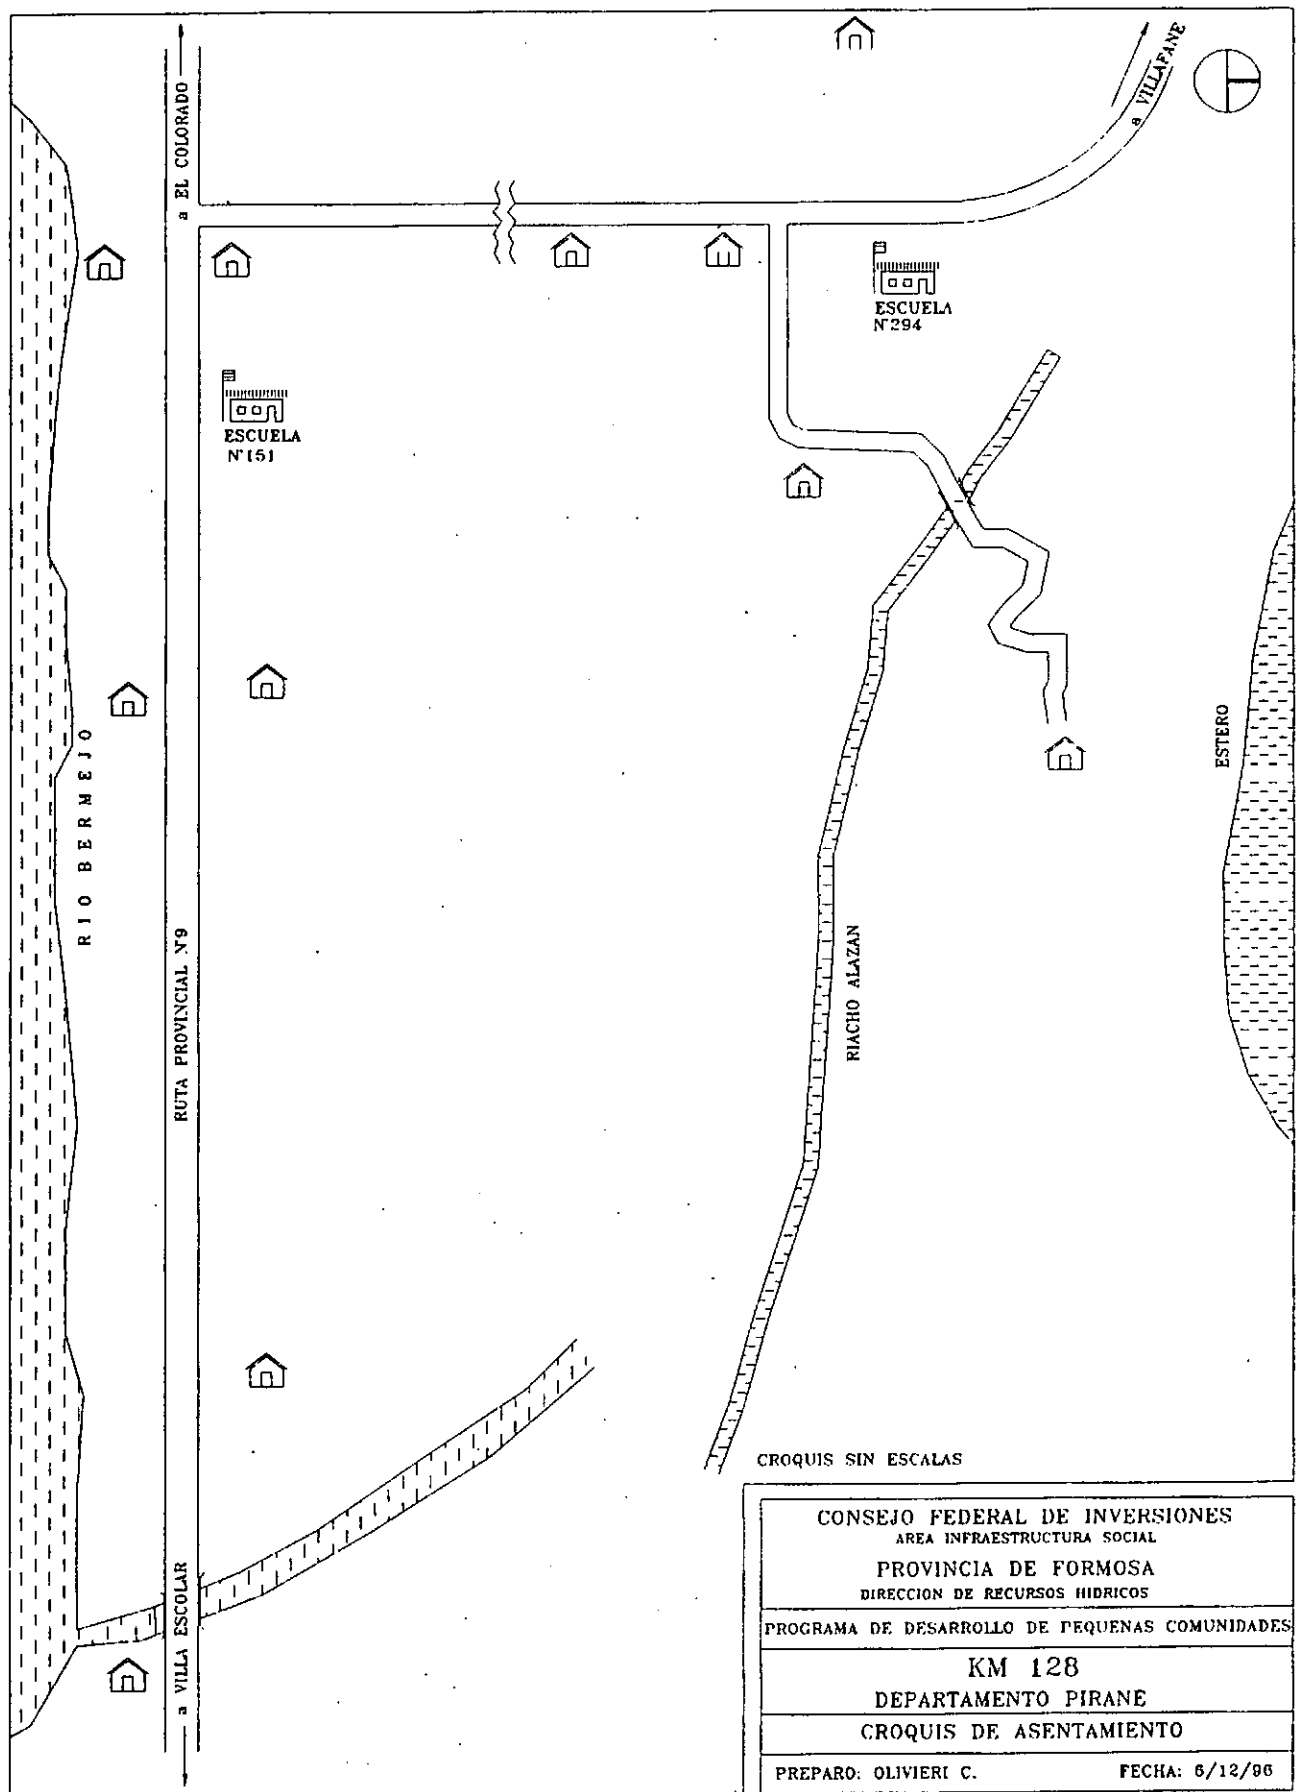 a VILLAFANE
a EL COLORADO
ESCUELA
N°294
ESCUELA
N°151
ESTERO
RIO BERMEJO
RUTA PROVINCIAL N°9
RIACHO ALAZAN
a VILLA ESCOLAR
CROQUIS SIN ESCALAS
CONSEJO FEDERAL DE INVERSIONES
AREA INFRAESTRUCTURA SOCIAL
PROVINCIA DE FORMOSA
DIRECCION DE RECURSOS HIDRICOS
PROGRAMA DE DESARROLLO DE PEQUENAS COMUNIDADES
KM 128
DEPARTAMENTO PIRANE
CROQUIS DE ASENTAMIENTO
PREPARO: OLIVIERI C. FECHA: 6/12/96